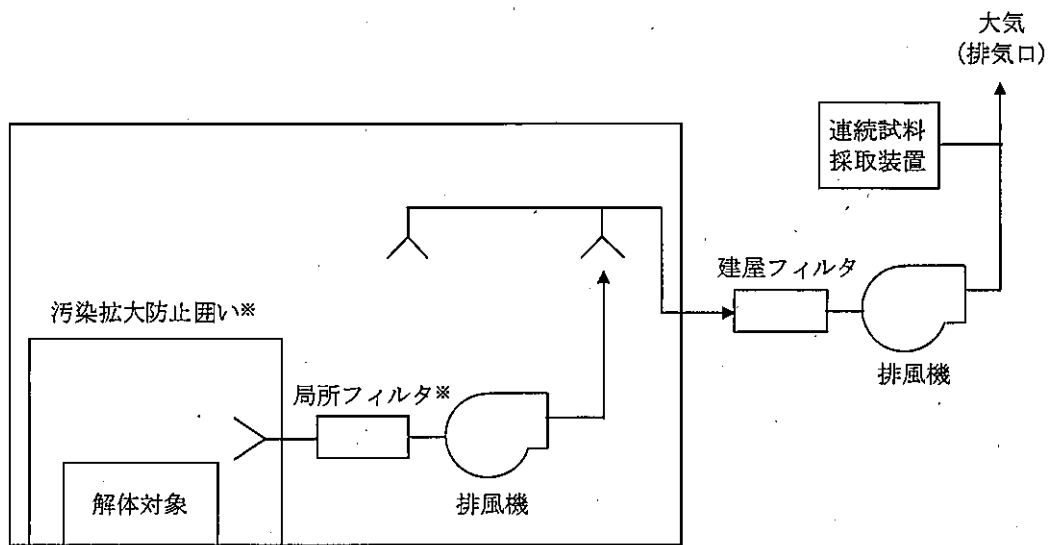 大気
(排気口)
連続試料
採取装置
建屋フィルタ
排風機
汚染拡大防止囲い※
局所フィルタ※
排風機
解体対象